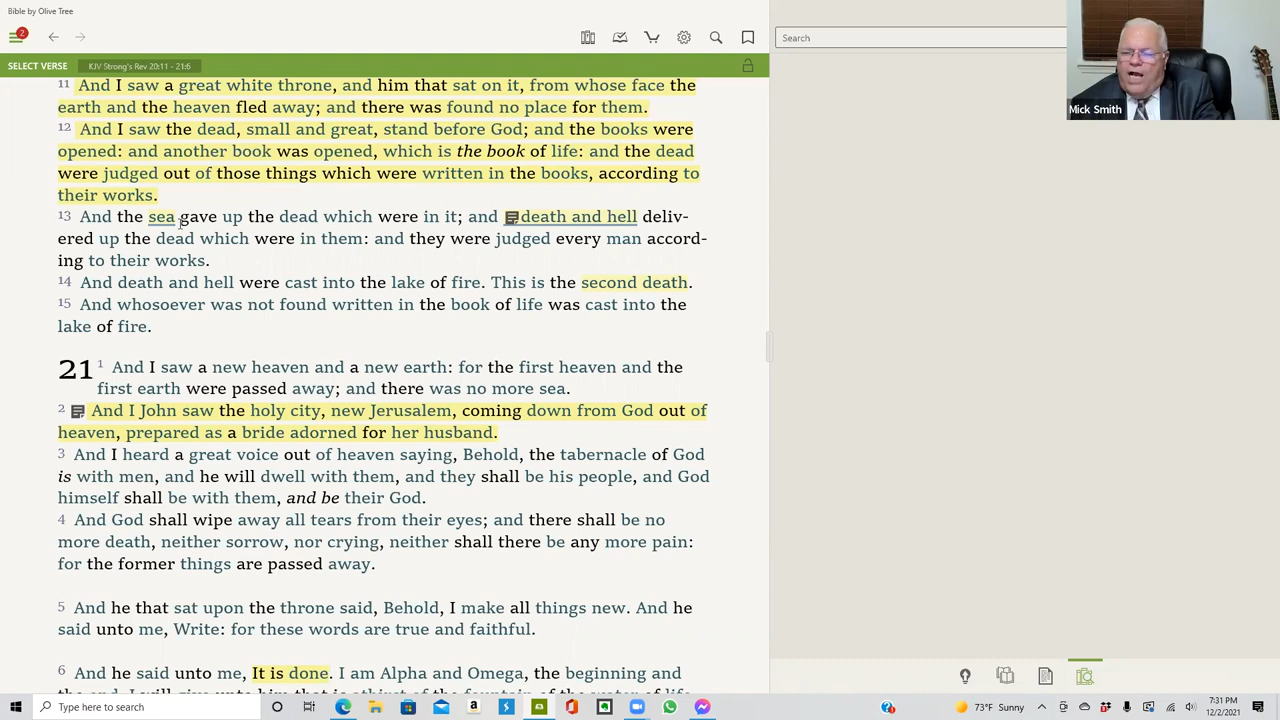 Bible by Olive Tree
2
SELECT VERSE
KJV Strong's Rev 20:11 - 21:6
Search
Mick Smith
11 And I saw a great white throne, and him that sat on it, from whose face the
earth and the heaven fled away; and there was found no place for them.
12 And I saw the dead, small and great, stand before God; and the books were
opened: and another book was opened, which is the book of life: and the dead
were judged out of those things which were written in the books, according to
their works.
13 And the sea gave up the dead which were in it; and death and hell deliv-
ered up the dead which were in them: and they were judged every man accord-
ing to their works.
14 And death and hell were cast into the lake of fire. This is the second death.
15 And whosoever was not found written in the book of life was cast into the
lake of fire.
21 1 And I saw a new heaven and a new earth: for the first heaven and the
first earth were passed away; and there was no more sea.
2 And I John saw the holy city, new Jerusalem, coming down from God out of
heaven, prepared as a bride adorned for her husband.
3 And I heard a great voice out of heaven saying, Behold, the tabernacle of God
is with men, and he will dwell with them, and they shall be his people, and God
himself shall be with them, and be their God.
4 And God shall wipe away all tears from their eyes; and there shall be no
more death, neither sorrow, nor crying, neither shall there be any more pain:
for the former things are passed away.
5 And he that sat upon the throne said, Behold, I make all things new. And he
said unto me, Write: for these words are true and faithful.
6 And he said unto me, It is done. I am Alpha and Omega, the beginning and
Type here to search
73°F Sunny
7:31 PM
12/2/2021